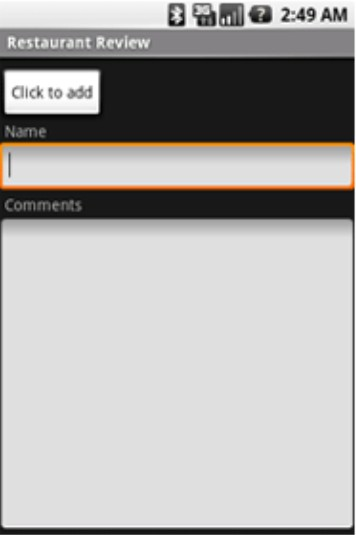 2:49 AM
Restaurant Review
Click to add
Name
Comments